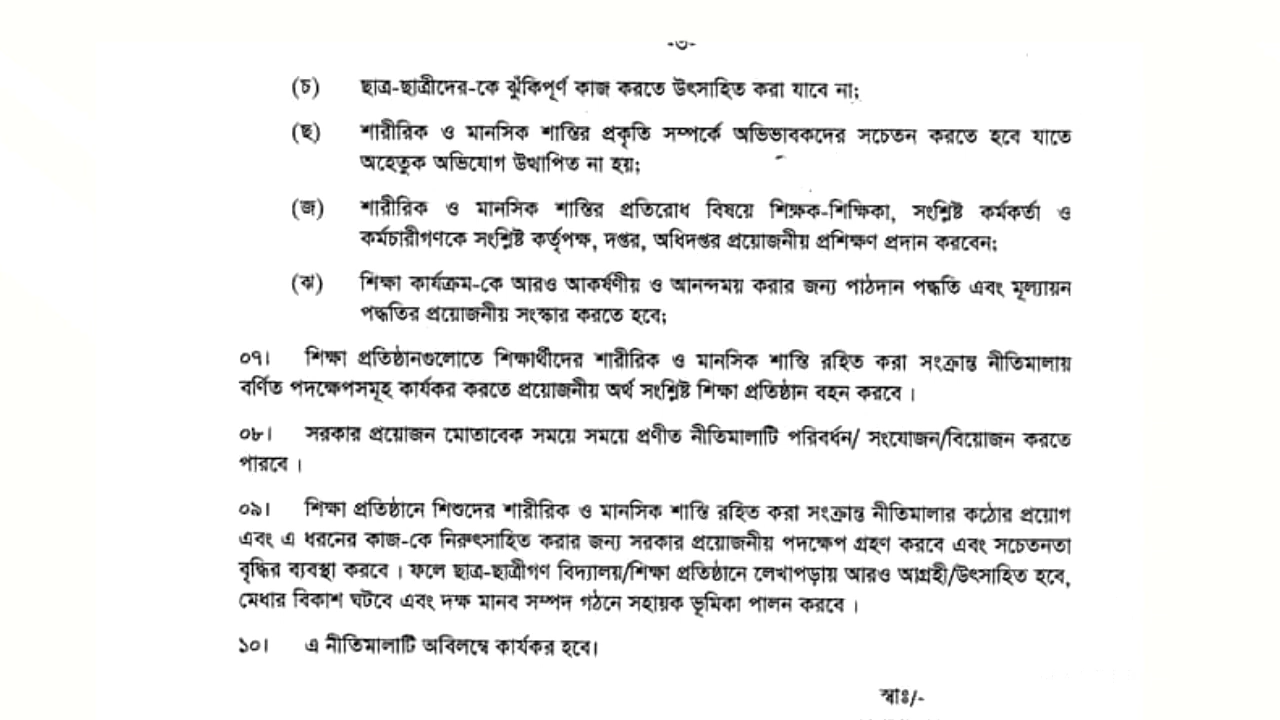 -৩-
(চ) ছাত্র-ছাত্রীদের-কে ঝুঁকিপূর্ণ কাজ করতে উৎসাহিত করা যাবে না;
(ছ) শারীরিক ও মানসিক শাস্তির প্রকৃতি সম্পর্কে অভিভাবকদের সচেতন করতে হবে যাতে
অহেতুক অভিযোগ উত্থাপিত না হয়;
(জ) শারীরিক ও মানসিক শাস্তির প্রতিরোধ বিষয়ে শিক্ষক-শিক্ষিকা, সংশ্লিষ্ট কর্মকর্তা ও
কর্মচারীগণকে সংশ্লিষ্ট কর্তৃপক্ষ, দপ্তর, অধিদপ্তর প্রয়োজনীয় প্রশিক্ষণ প্রদান করবেন;
(ঝ) শিক্ষা কার্যক্রম-কে আরও আকর্ষণীয় ও আনন্দময় করার জন্য পাঠদান পদ্ধতি এবং মূল্যায়ন
পদ্ধতির প্রয়োজনীয় সংস্কার করতে হবে;
০৭। শিক্ষা প্রতিষ্ঠানগুলোতে শিক্ষার্থীদের শারীরিক ও মানসিক শাস্তি রহিত করা সংক্রান্ত নীতিমালায়
বর্ণিত পদক্ষেপসমূহ কার্যকর করতে প্রয়োজনীয় অর্থ সংশ্লিষ্ট শিক্ষা প্রতিষ্ঠান বহন করবে।
০৮। সরকার প্রয়োজন মোতাবেক সময়ে সময়ে প্রণীত নীতিমালাটি পরিবর্ধন/ সংযোজন/বিয়োজন করতে
পারবে।
০৯। শিক্ষা প্রতিষ্ঠানে শিশুদের শারীরিক ও মানসিক শাস্তি রহিত করা সংক্রান্ত নীতিমালার কঠোর প্রয়োগ
এবং এ ধরনের কাজ-কে নিরুৎসাহিত করার জন্য সরকার প্রয়োজনীয় পদক্ষেপ গ্রহণ করবে এবং সচেতনতা
বৃদ্ধির ব্যবস্থা করবে। ফলে ছাত্র-ছাত্রীগণ বিদ্যালয়/শিক্ষা প্রতিষ্ঠানে লেখাপড়ায় আরও আগ্রহী/উৎসাহিত হবে,
মেধার বিকাশ ঘটবে এবং দক্ষ মানব সম্পদ গঠনে সহায়ক ভূমিকা পালন করবে।
১০। এ নীতিমালাটি অবিলম্বে কার্যকর হবে।
স্বাঃ/-